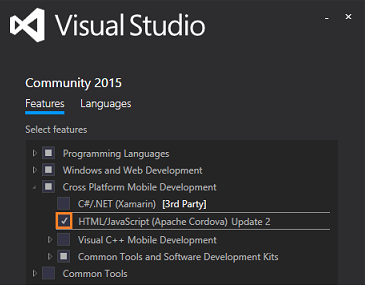 Visual Studio
Community 2015
Features Languages
Select features
Programming Languages
Windows and Web Development
Cross Platform Mobile Development
C#/.NET (Xamarin) [3rd Party]
HTML/JavaScript (Apache Cordova) Update 2
Visual C++ Mobile Development
Common Tools and Software Development Kits
Common Tools